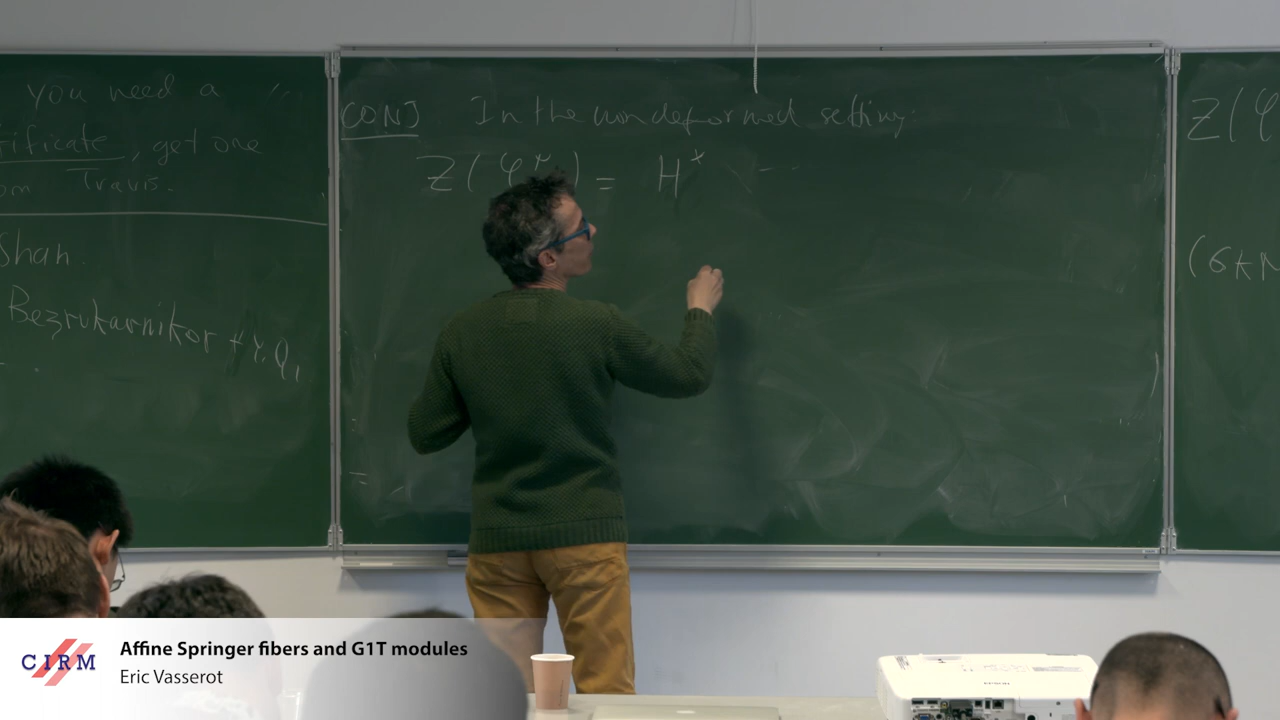 you need a
tificate, get one
om Travis.
Shan.
Bezrukarnikor + Y. Q,
CONJ In the nondeformed setting:
Z( φ ) = H* ---
Z(φ
(GKM
CIRM
Affine Springer fibers and G1T modules
Eric Vasserot